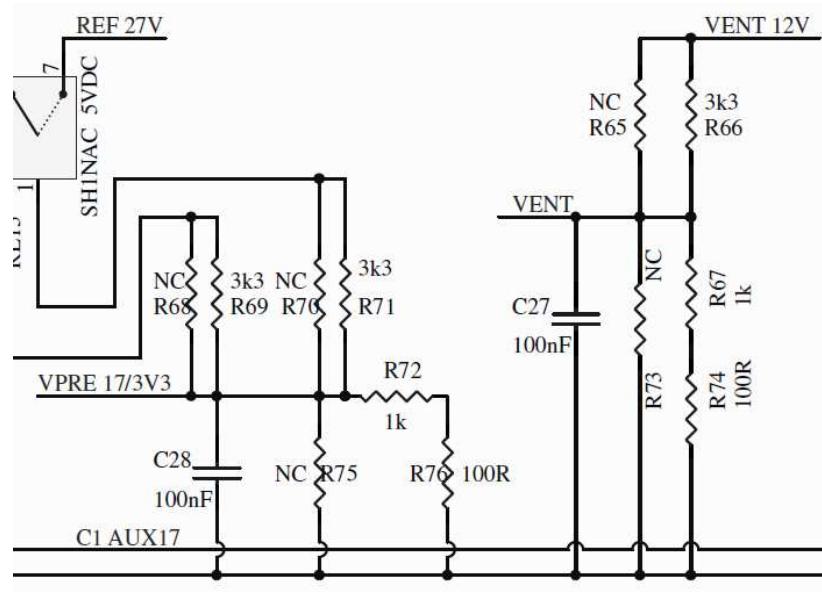 REF 27V
VENT 12V
7
SH1NAC 5VDC
1
NC
R65
3k3
R66
VENT
NC
R68
3k3
R69
NC
R70
3k3
R71
NC
R73
R67
1k
C27
100nF
R74
100R
VPRE 17/3V3
R72
1k
C28
100nF
NC
R75
R76
100R
C1 AUX17